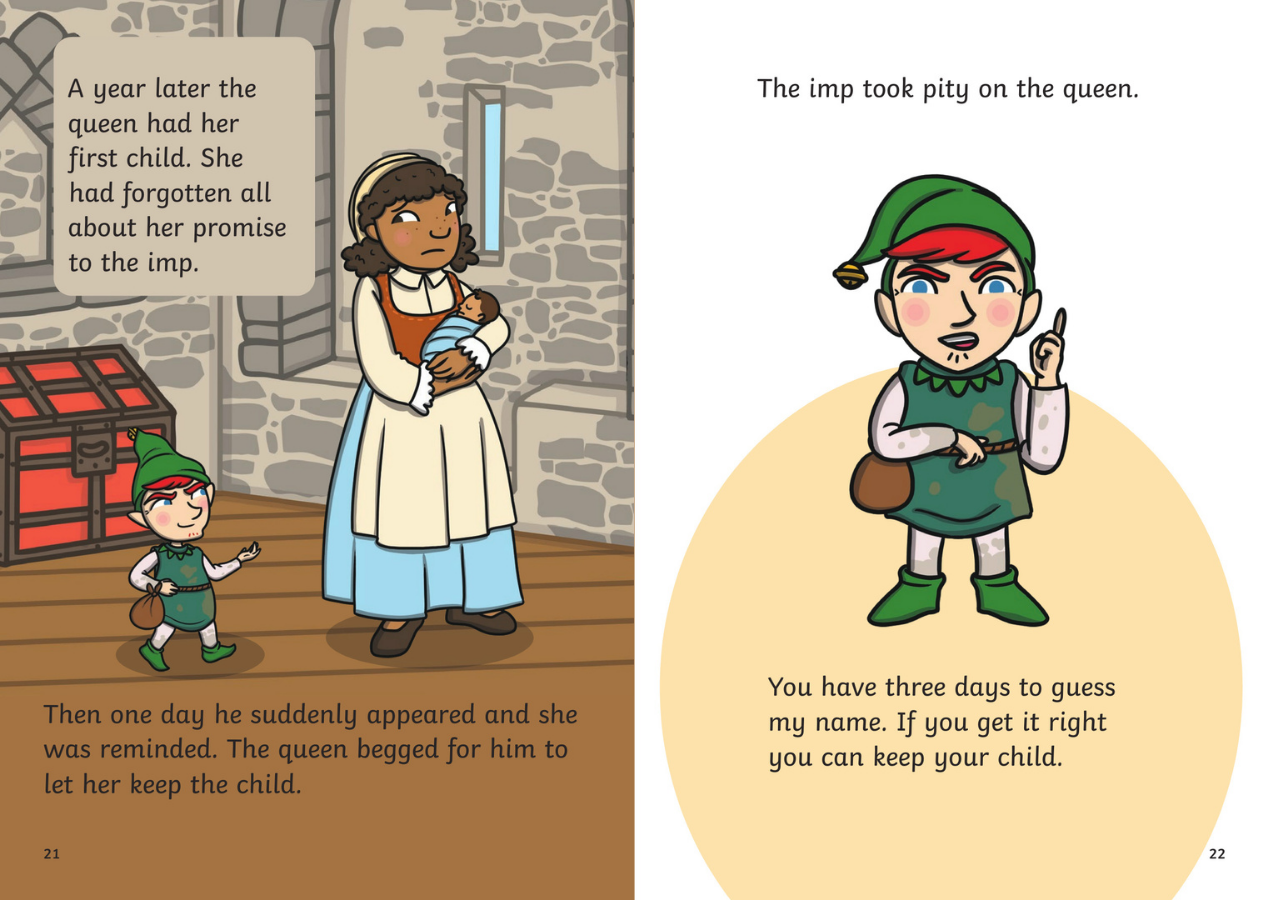 A year later the
queen had her
first child. She
had forgotten all
about her promise
to the imp.
Then one day he suddenly appeared and she
was reminded. The queen begged for him to
let her keep the child.
21
The imp took pity on the queen.
You have three days to guess
my name. If you get it right
you can keep your child.
22